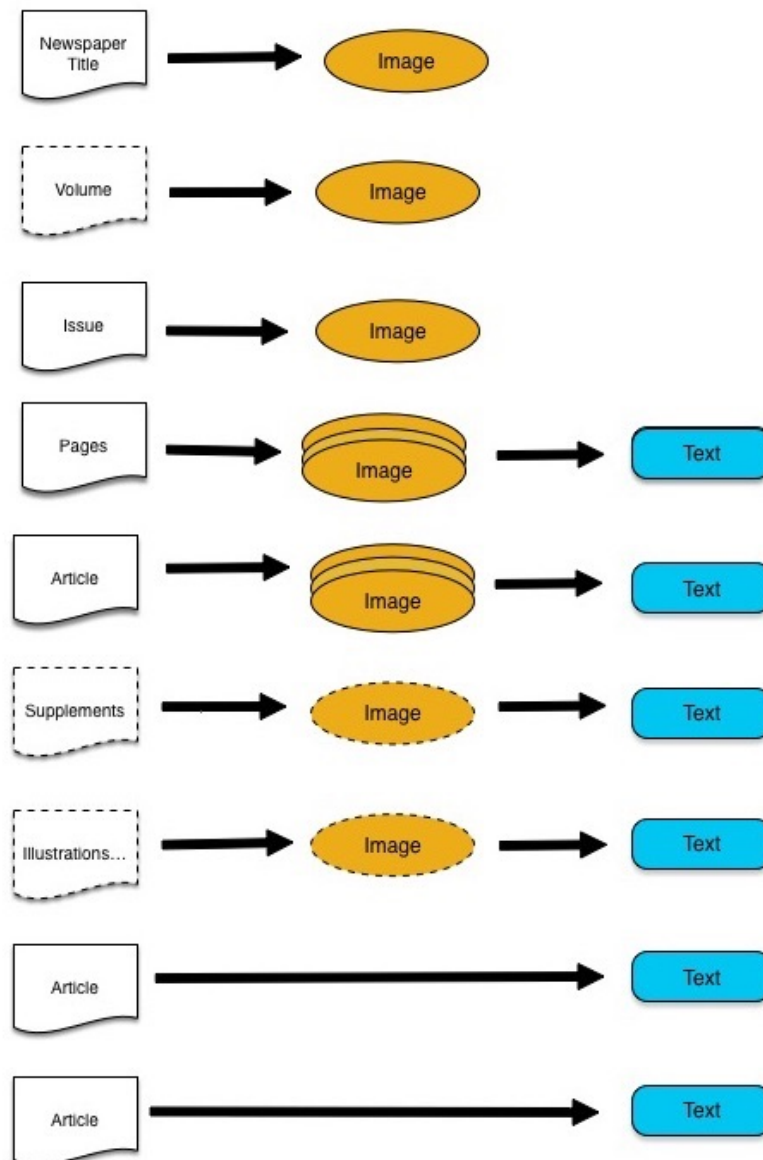 Newspaper
Title
Image
Volume
Image
Issue
Image
Pages
Image
Text
Article
Image
Text
Supplements
Image
Text
Illustrations...
Image
Text
Article
Text
Article
Text